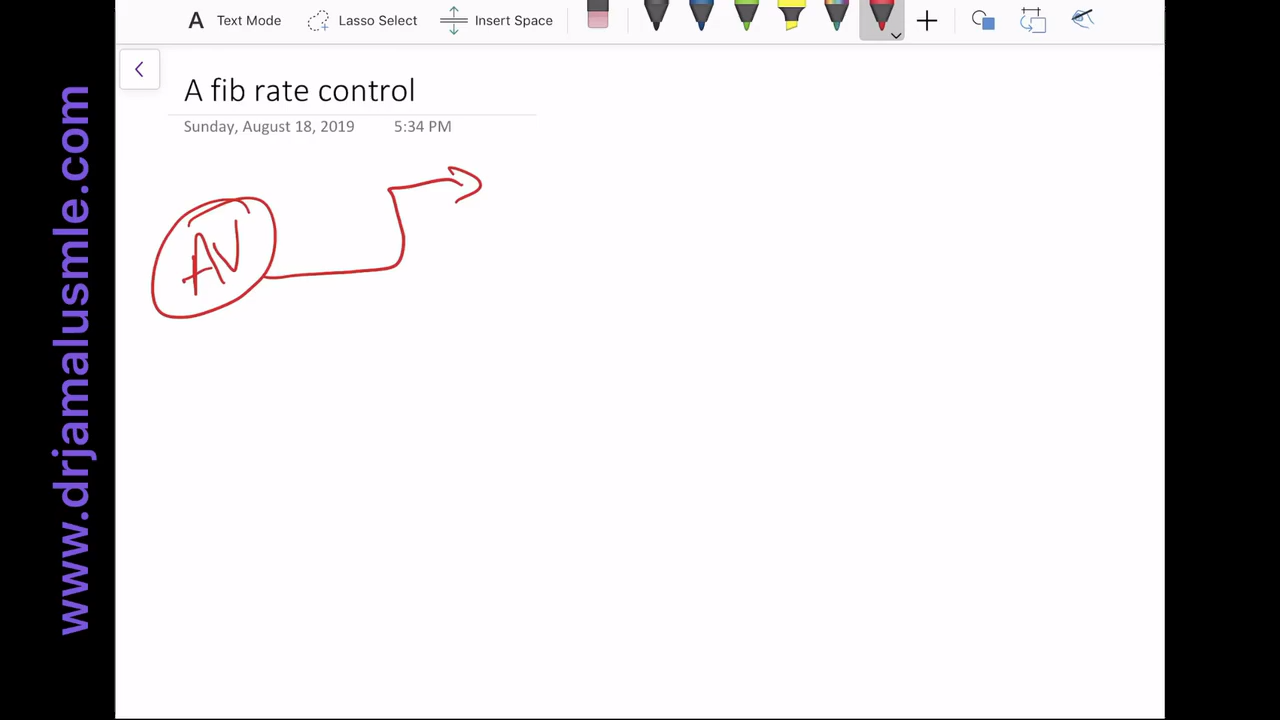 A Text Mode Lasso Select Insert Space
A fib rate control
Sunday, August 18, 2019 5:34 PM
AV
www.drjamalusmle.com